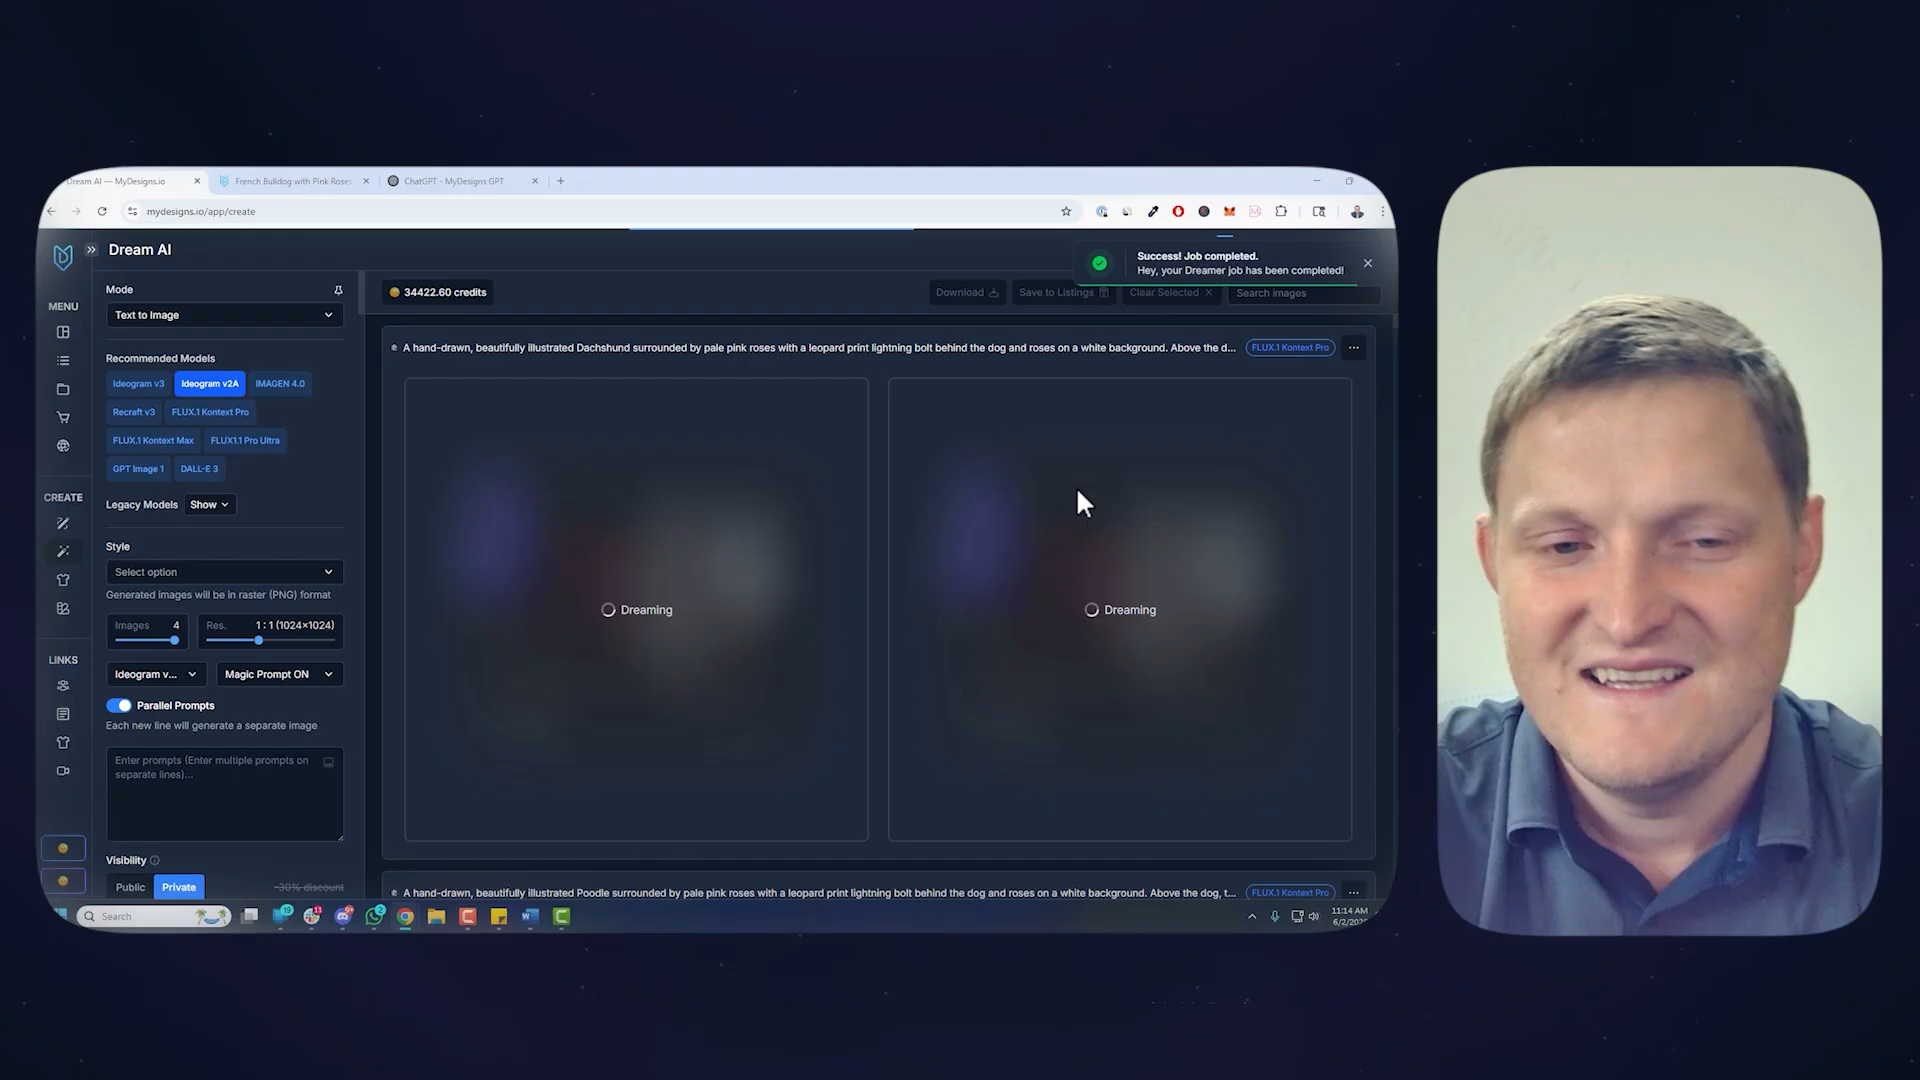 Dream AI — MyDesigns.io
French Bulldog with Pink Roses
ChatGPT - MyDesigns GPT
mydesigns.io/app/create
Dream AI
Success! Job completed.
Hey, your Dreamer job has been completed!
MENU
CREATE
LINKS
Mode
Text to Image
Recommended Models
Ideogram v3
Ideogram v2A
IMAGEN 4.0
Recraft v3
FLUX.1 Kontext Pro
FLUX.1 Kontext Max
FLUX1.1 Pro Ultra
GPT Image 1
DALL-E 3
Legacy Models
Show
Style
Select option
Generated images will be in raster (PNG) format
Images 4
Res. 1 : 1 (1024×1024)
Ideogram v...
Magic Prompt ON
Parallel Prompts
Each new line will generate a separate image
Enter prompts (Enter multiple prompts on
separate lines)...
Visibility
Public
Private
~30% discount
34422.60 credits
Download
Save to Listings
Clear Selected
Search images
A hand-drawn, beautifully illustrated Dachshund surrounded by pale pink roses with a leopard print lightning bolt behind the dog and roses on a white background. Above the d...
FLUX.1 Kontext Pro
Dreaming
Dreaming
A hand-drawn, beautifully illustrated Poodle surrounded by pale pink roses with a leopard print lightning bolt behind the dog and roses on a white background. Above the dog, t...
FLUX.1 Kontext Pro
Search
19
11
9+
2
11:14 AM